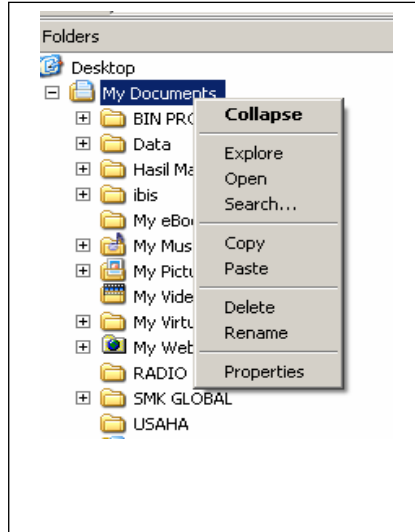 Folders
Desktop
My Documents
BIN PRO
Data
Hasil Ma
ibis
My eBo
My Mus
My Pictu
My Vide
My Virtu
My Web
RADIO
SMK GLOBAL
USAHA
Collapse
Explore
Open
Search...
Copy
Paste
Delete
Rename
Properties